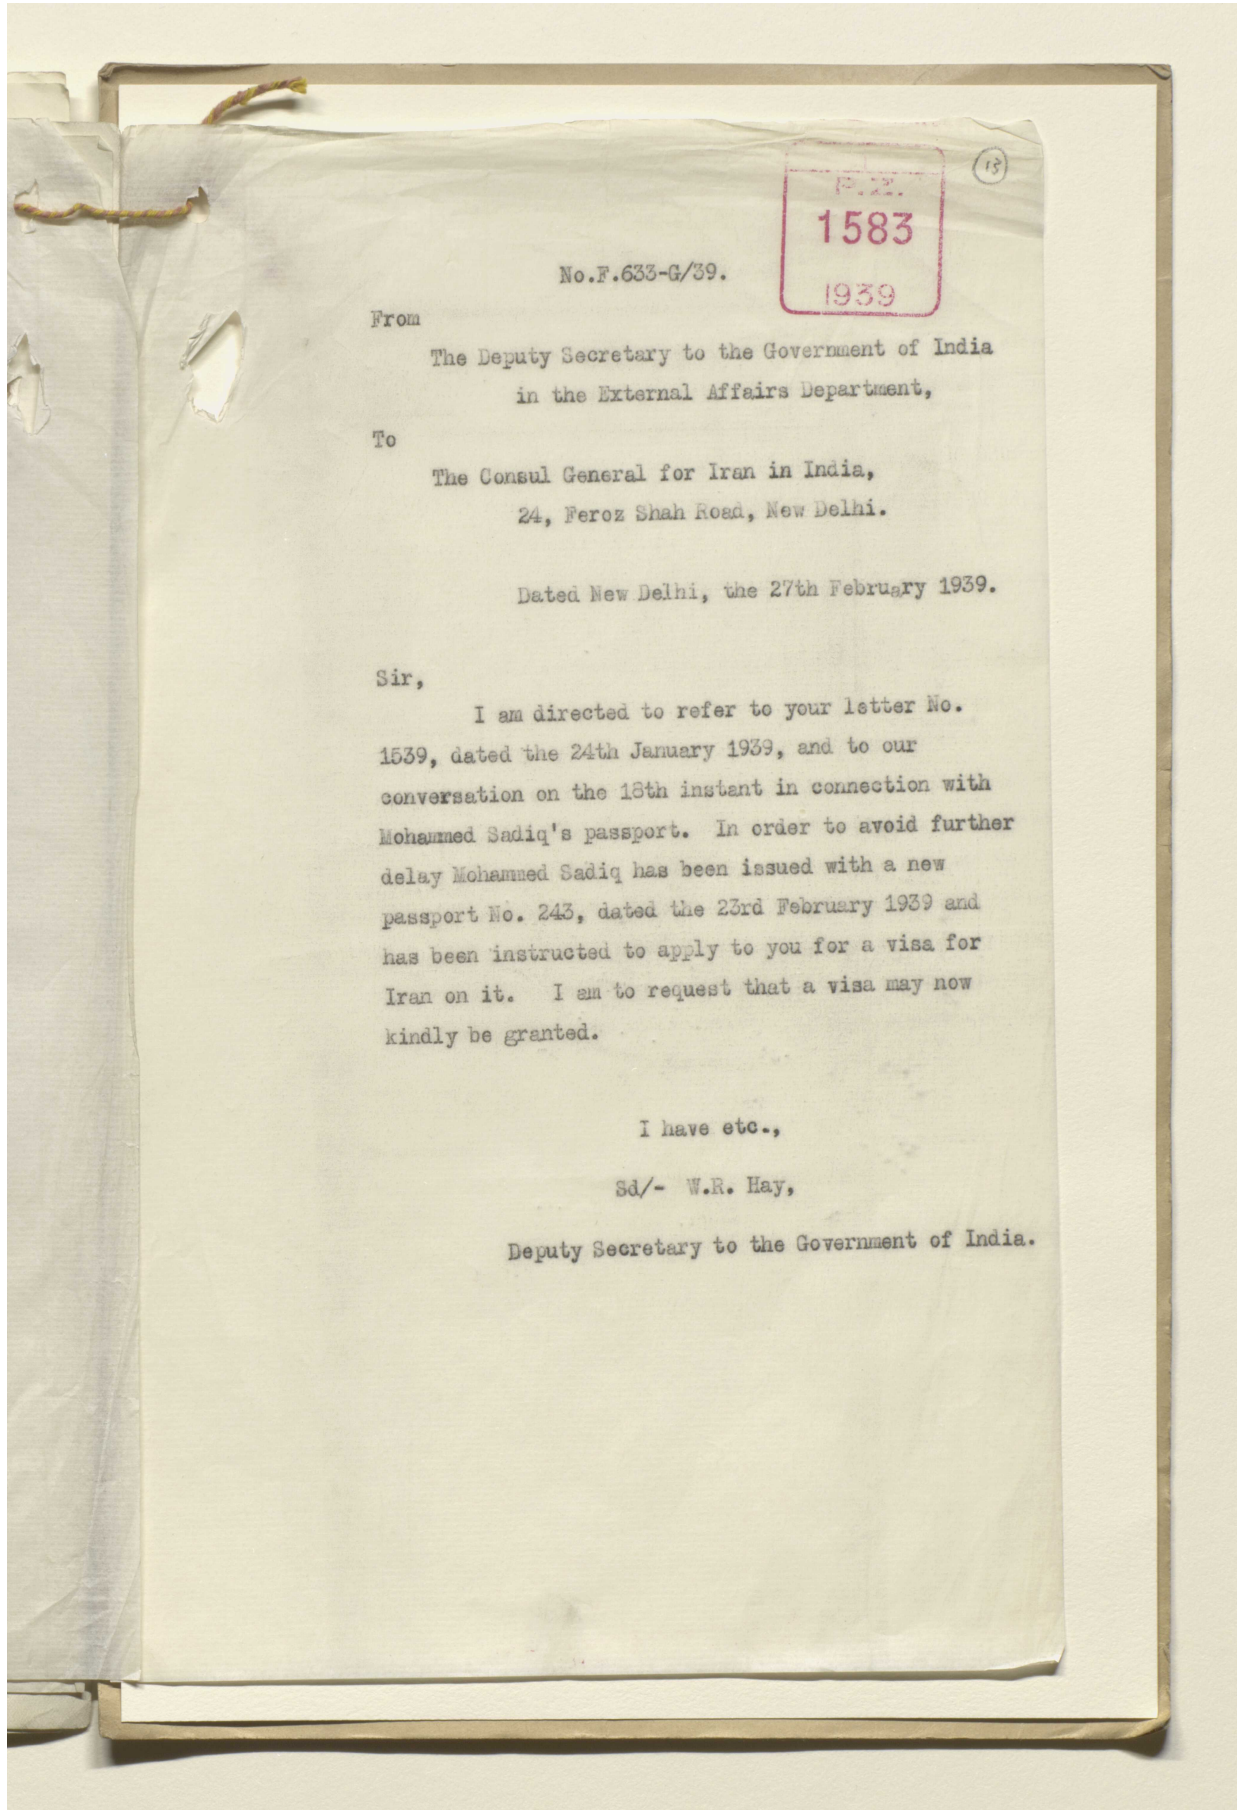 13
P.Z.
1583
1939
No.F.633-G/39.
From
The Deputy Secretary to the Government of India
in the External Affairs Department,
To
The Consul General for Iran in India,
24, Feroz Shah Road, New Delhi.
Dated New Delhi, the 27th February 1939.
Sir,
I am directed to refer to your letter No.
1539, dated the 24th January 1939, and to our
conversation on the 18th instant in connection with
Mohammed Sadiq's passport. In order to avoid further
delay Mohammed Sadiq has been issued with a new
passport No. 243, dated the 23rd February 1939 and
has been instructed to apply to you for a visa for
Iran on it. I am to request that a visa may now
kindly be granted.
I have etc.,
Sd/- W.R. Hay,
Deputy Secretary to the Government of India.